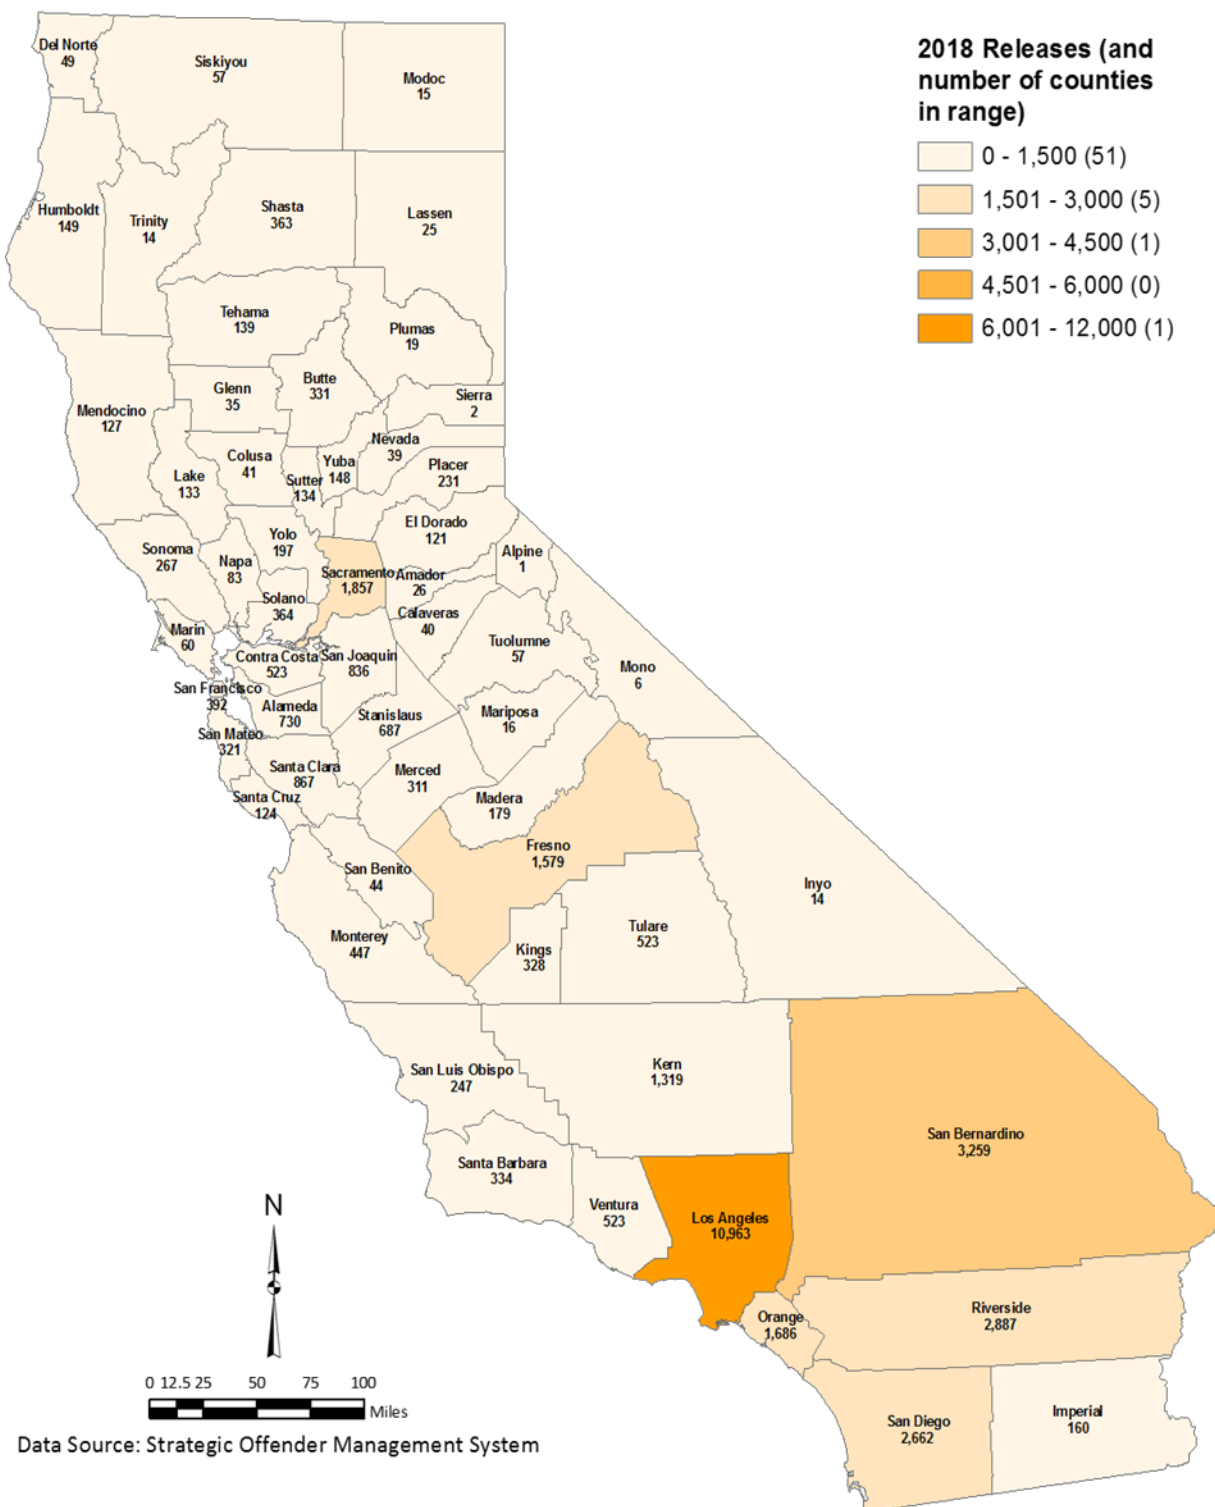 2018 Releases (and
number of counties
in range)
0 - 1,500 (51)
1,501 - 3,000 (5)
3,001 - 4,500 (1)
4,501 - 6,000 (0)
6,001 - 12,000 (1)
Del Norte
49
Siskiyou
57
Modoc
15
Humboldt
149
Trinity
14
Shasta
363
Lassen
25
Tehama
139
Plumas
19
Butte
331
Glenn
35
Sierra
2
Mendocino
127
Nevada
39
Colusa
41
Yuba
148
Placer
231
Lake
133
Sutter
134
El Dorado
121
Yolo
197
Sonoma
267
Napa
83
Alpine
1
Sacramento
1,857
Amador
26
Solano
364
Calaveras
40
Marin
60
Tuolumne
57
Contra Costa
523
San Joaquin
836
Mono
6
San Francisco
392
Alameda
730
Stanislaus
687
Mariposa
16
San Mateo
321
Santa Clara
867
Merced
311
Santa Cruz
124
Madera
179
Fresno
1,579
San Benito
44
Inyo
14
Monterey
447
Tulare
523
Kings
328
San Luis Obispo
247
Kern
1,319
San Bernardino
3,259
Santa Barbara
334
Ventura
523
Los Angeles
10,963
Orange
1,686
Riverside
2,887
San Diego
2,662
Imperial
160
N
0 12.5 25 50 75 100
Miles
Data Source: Strategic Offender Management System